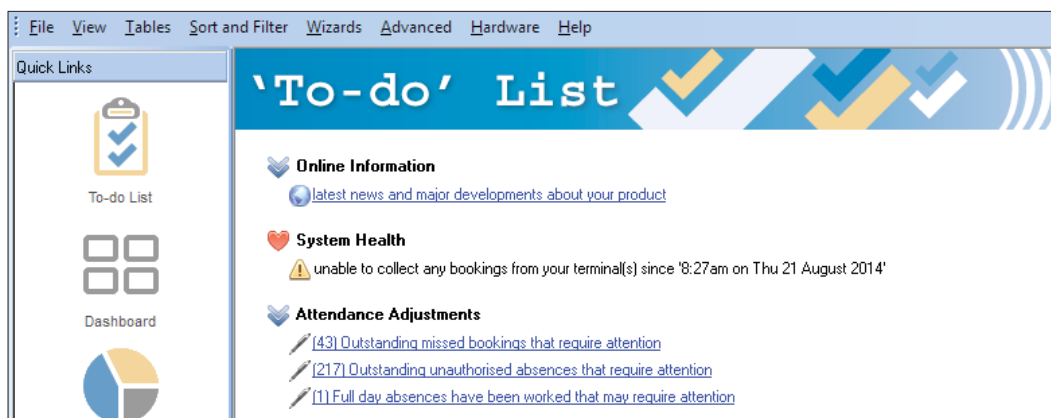 File View Tables Sort and Filter Wizards Advanced Hardware Help
Quick Links
'To-do' List
To-do List
Dashboard
Online Information
latest news and major developments about your product
System Health
unable to collect any bookings from your terminal(s) since '8:27am on Thu 21 August 2014'
Attendance Adjustments
(43) Outstanding missed bookings that require attention
(217) Outstanding unauthorised absences that require attention
(1) Full day absences have been worked that may require attention